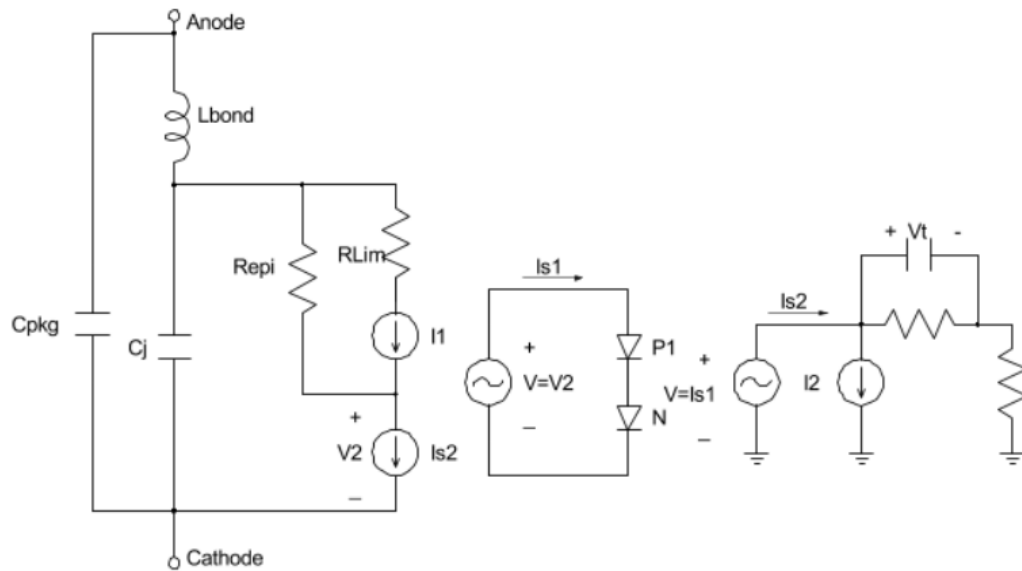 Anode
Lbond
Repi
RLim
Cpkg
Cj
I1
+
V2
–
Is2
Cathode
Is1
+
V=V2
–
P1
N
+
V=Is1
–
Is2
I2
+ Vt -